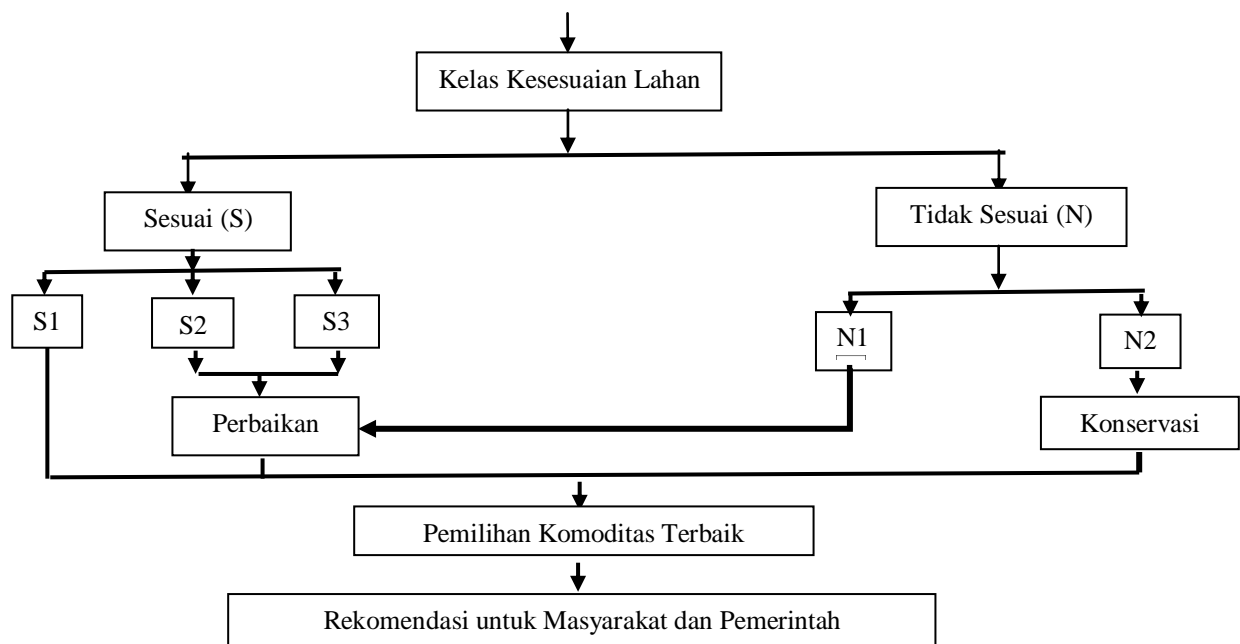 Kelas Kesesuaian Lahan
Sesuai (S)
Tidak Sesuai (N)
S1
S2
S3
N1
N2
Perbaikan
Konservasi
Pemilihan Komoditas Terbaik
Rekomendasi untuk Masyarakat dan Pemerintah